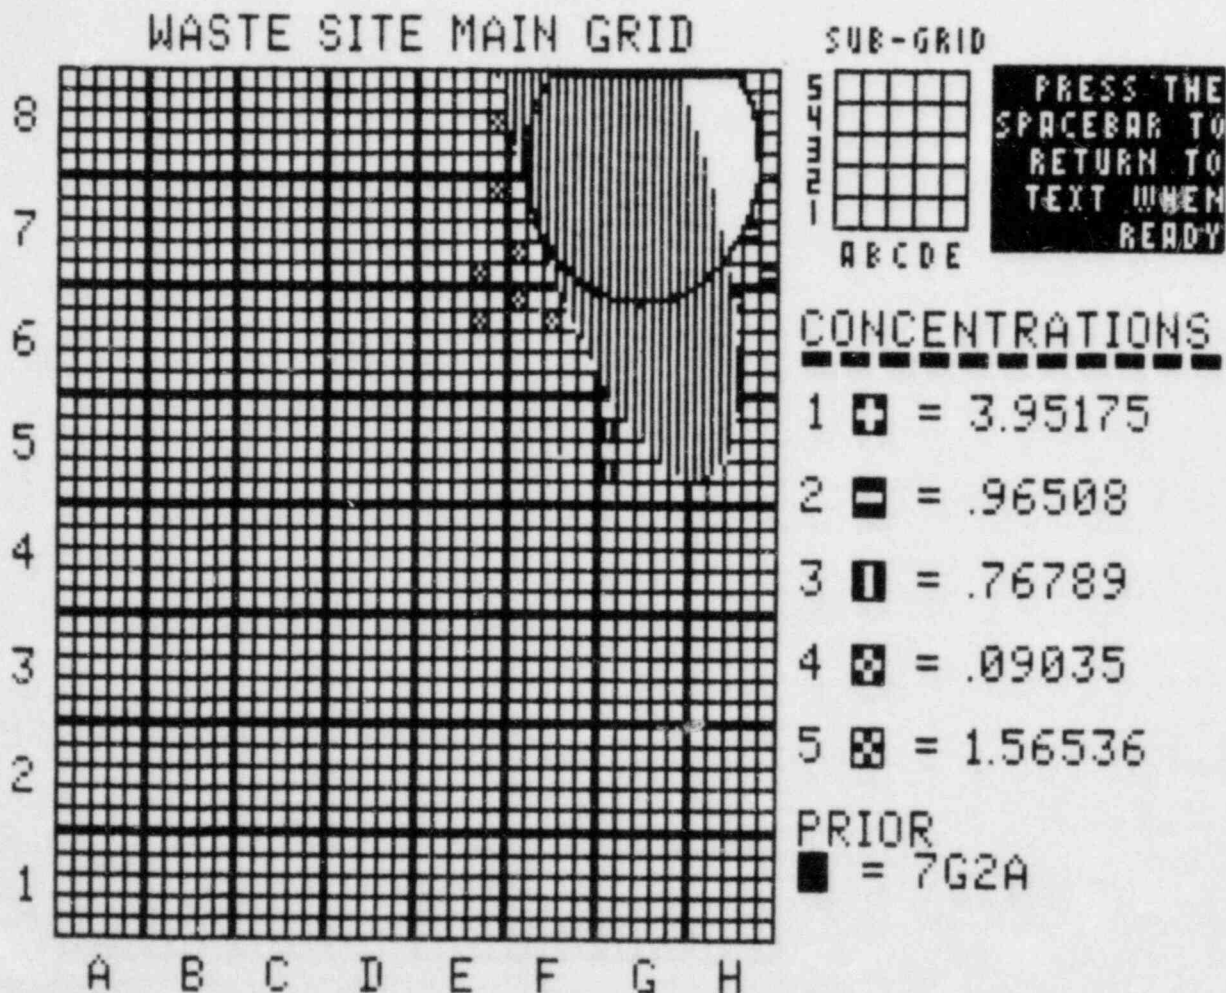 WASTE SITE MAIN GRID
8
7
6
5
4
3
2
1
A B C D E F G H
SUB-GRID
5
4
3
2
1
A B C D E
PRESS THE
SPACEBAR TO
RETURN TO
TEXT WHEN
READY
CONCENTRATIONS
1 = 3.95175
2 = .96508
3 = .76789
4 = .09035
5 = 1.56536
PRIOR
= 7G2A